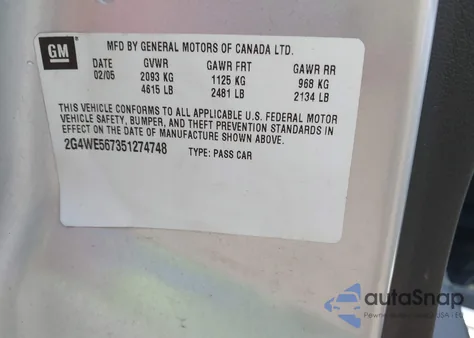 GM
MFD BY GENERAL MOTORS OF CANADA LTD.
DATE GVWR GAWR FRT GAWR RR
02/05 2093 KG 1125 KG 968 KG
4615 LB 2481 LB 2134 LB
THIS VEHICLE CONFORMS TO ALL APPLICABLE U.S. FEDERAL MOTOR
VEHICLE SAFETY, BUMPER, AND THEFT PREVENTION STANDARDS IN
EFFECT ON THE DATE OF MANUFACTURE SHOWN ABOVE.
2G4WE567351274748 TYPE: PASS CAR
autoSnap